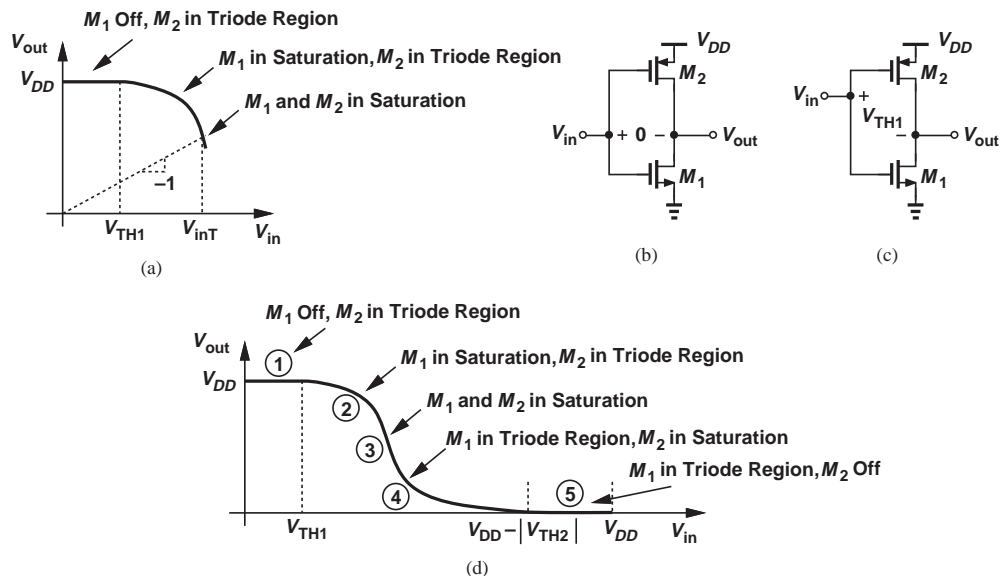 M1 Off, M2 in Triode Region
Vout
M1 in Saturation, M2 in Triode Region
VDD
M1 and M2 in Saturation
−1
VTH1
VinT
Vin
(a)
VDD
M2
Vin
+ 0 −
Vout
M1
(b)
VDD
M2
Vin
+
VTH1
−
Vout
M1
(c)
M1 Off, M2 in Triode Region
Vout
1
M1 in Saturation, M2 in Triode Region
VDD
2
M1 and M2 in Saturation
3
M1 in Triode Region, M2 in Saturation
4
M1 in Triode Region, M2 Off
5
VTH1
VDD − |VTH2|
VDD
Vin
(d)